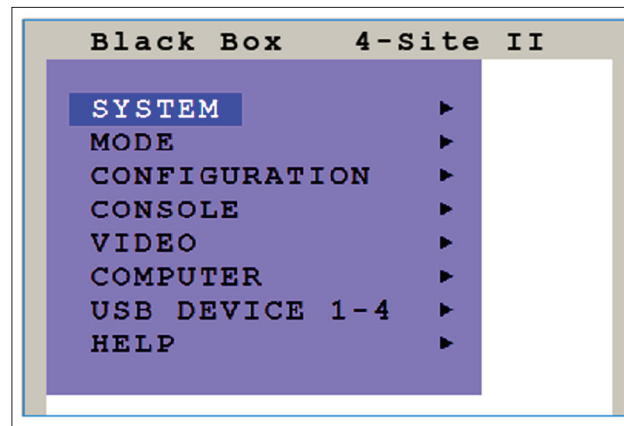 Black Box 4-Site II
SYSTEM
MODE
CONFIGURATION
CONSOLE
VIDEO
COMPUTER
USB DEVICE 1-4
HELP